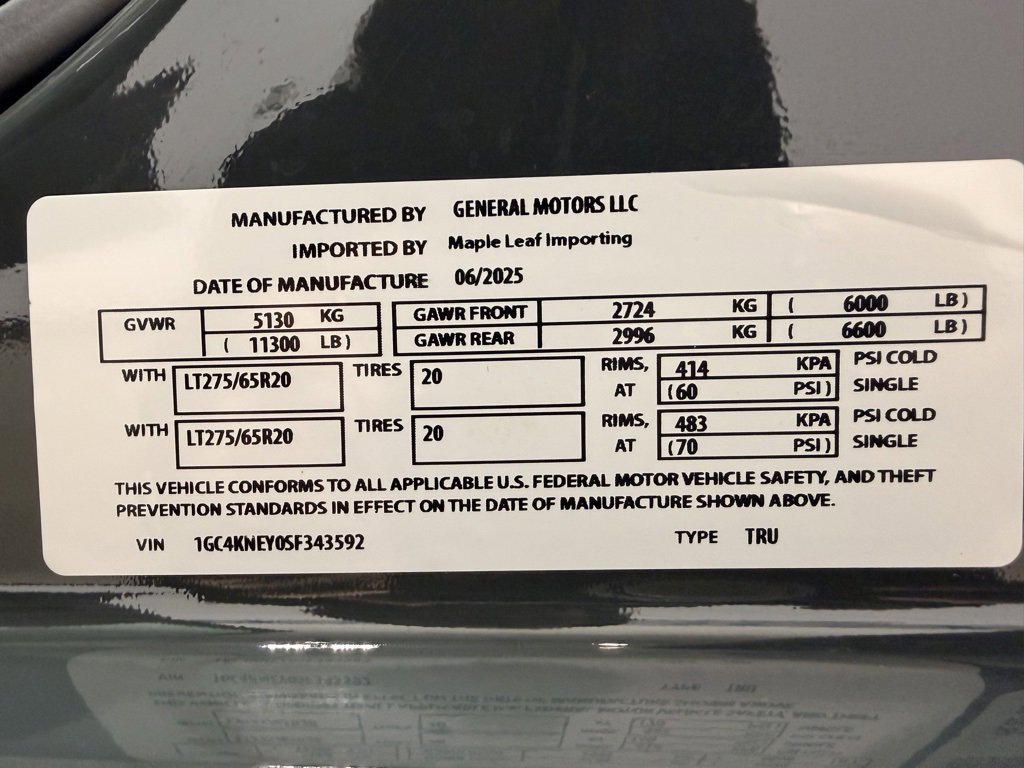 MANUFACTURED BY GENERAL MOTORS LLC
IMPORTED BY Maple Leaf Importing
DATE OF MANUFACTURE 06/2025
GVWR 5130 KG GAWR FRONT 2724 KG ( 6000 LB )
( 11300 LB ) GAWR REAR 2996 KG ( 6600 LB )
WITH LT275/65R20 TIRES 20 RIMS, 414 KPA PSI COLD
AT (60 PSI) SINGLE
WITH LT275/65R20 TIRES 20 RIMS, 483 KPA PSI COLD
AT (70 PSI) SINGLE
THIS VEHICLE CONFORMS TO ALL APPLICABLE U.S. FEDERAL MOTOR VEHICLE SAFETY, AND THEFT
PREVENTION STANDARDS IN EFFECT ON THE DATE OF MANUFACTURE SHOWN ABOVE.
VIN 1GC4KNEY0SF343592 TYPE TRU